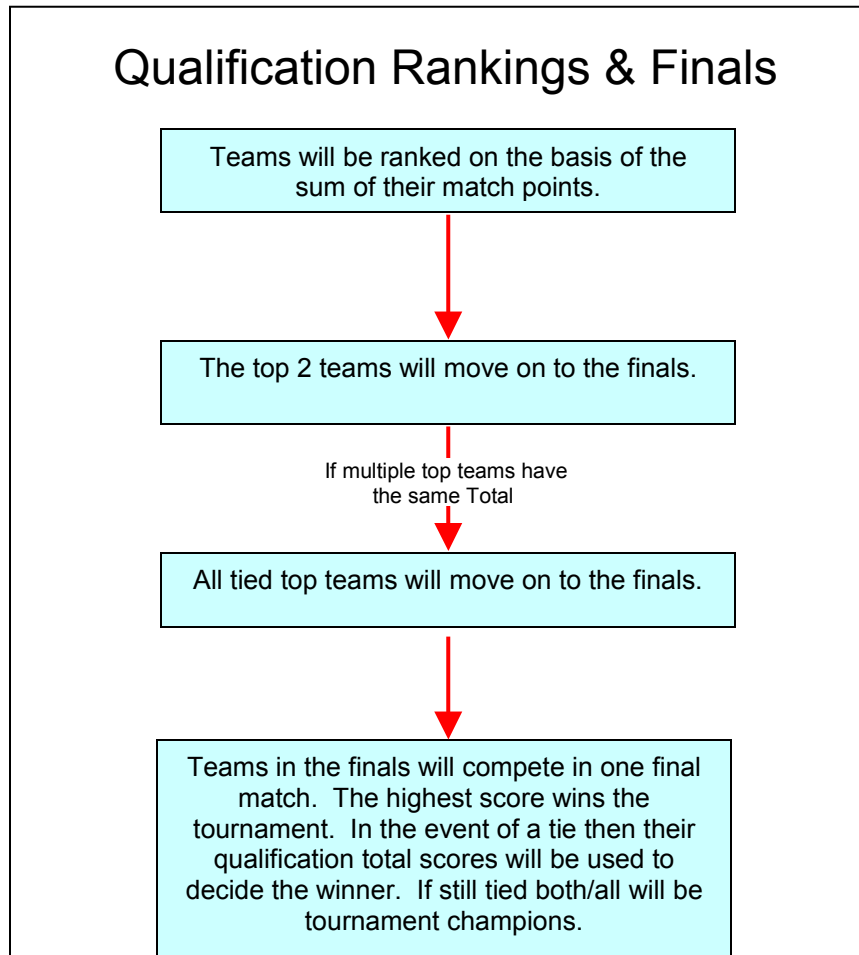 Qualification Rankings & Finals
Teams will be ranked on the basis of the
sum of their match points.
The top 2 teams will move on to the finals.
If multiple top teams have
the same Total
All tied top teams will move on to the finals.
Teams in the finals will compete in one final
match.  The highest score wins the
tournament.  In the event of a tie then their
qualification total scores will be used to
decide the winner.  If still tied both/all will be
tournament champions.